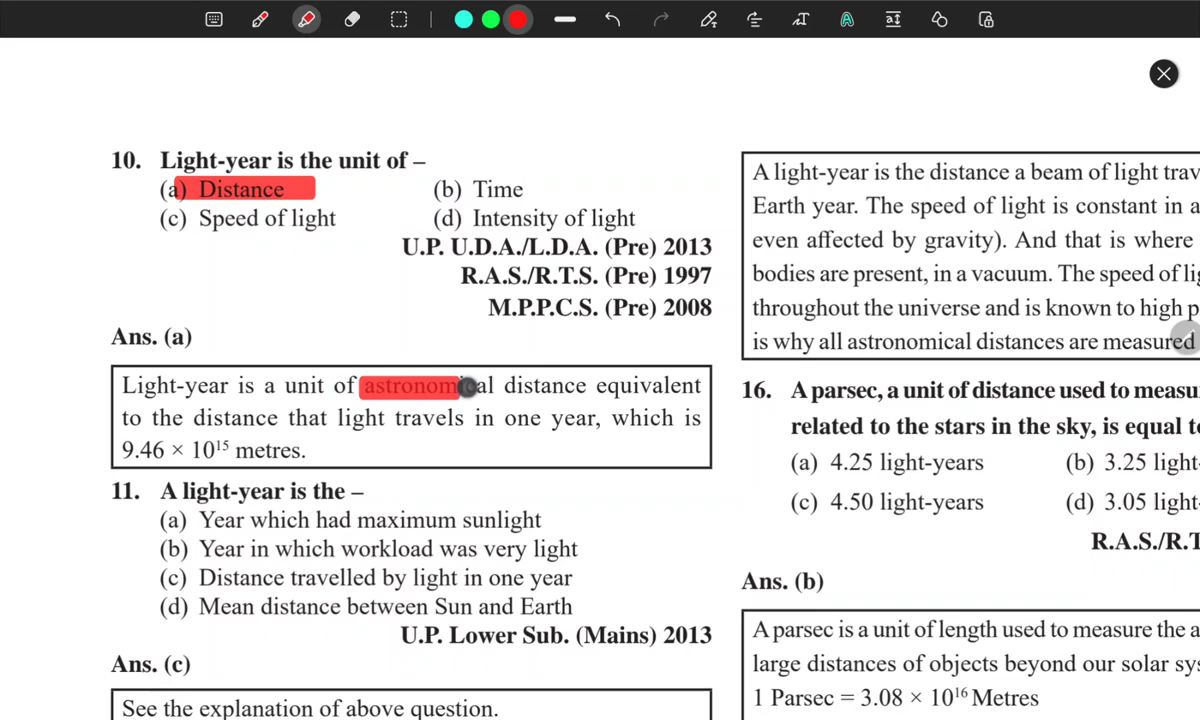 10. Light-year is the unit of –
(a) Distance (b) Time
(c) Speed of light (d) Intensity of light
U.P. U.D.A./L.D.A. (Pre) 2013
R.A.S./R.T.S. (Pre) 1997
M.P.P.C.S. (Pre) 2008
Ans. (a)
Light-year is a unit of astronomical distance equivalent
to the distance that light travels in one year, which is
9.46 × 10¹⁵ metres.
11. A light-year is the –
(a) Year which had maximum sunlight
(b) Year in which workload was very light
(c) Distance travelled by light in one year
(d) Mean distance between Sun and Earth
U.P. Lower Sub. (Mains) 2013
Ans. (c)
See the explanation of above question.
A light-year is the distance a beam of light trav
Earth year. The speed of light is constant in a
even affected by gravity). And that is where
bodies are present, in a vacuum. The speed of lig
throughout the universe and is known to high p
is why all astronomical distances are measured
16. A parsec, a unit of distance used to measu
related to the stars in the sky, is equal to
(a) 4.25 light-years (b) 3.25 light-
(c) 4.50 light-years (d) 3.05 light-
R.A.S./R.T
Ans. (b)
A parsec is a unit of length used to measure the a
large distances of objects beyond our solar sys
1 Parsec = 3.08 × 10¹⁶ Metres